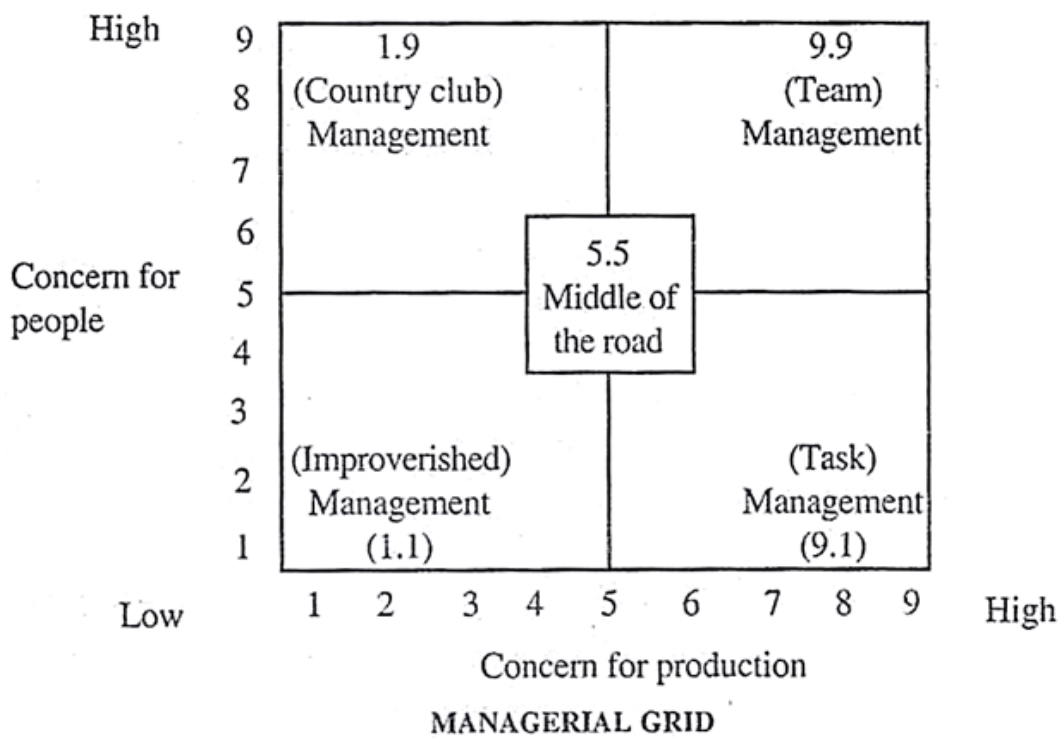 High
9
8
7
6
5
4
3
2
1
Concern for
people
Low
1.9
(Country club)
Management
9.9
(Team)
Management
5.5
Middle of
the road
(Improverished)
Management
(1.1)
(Task)
Management
(9.1)
1 2 3 4 5 6 7 8 9
High
Concern for production
MANAGERIAL GRID